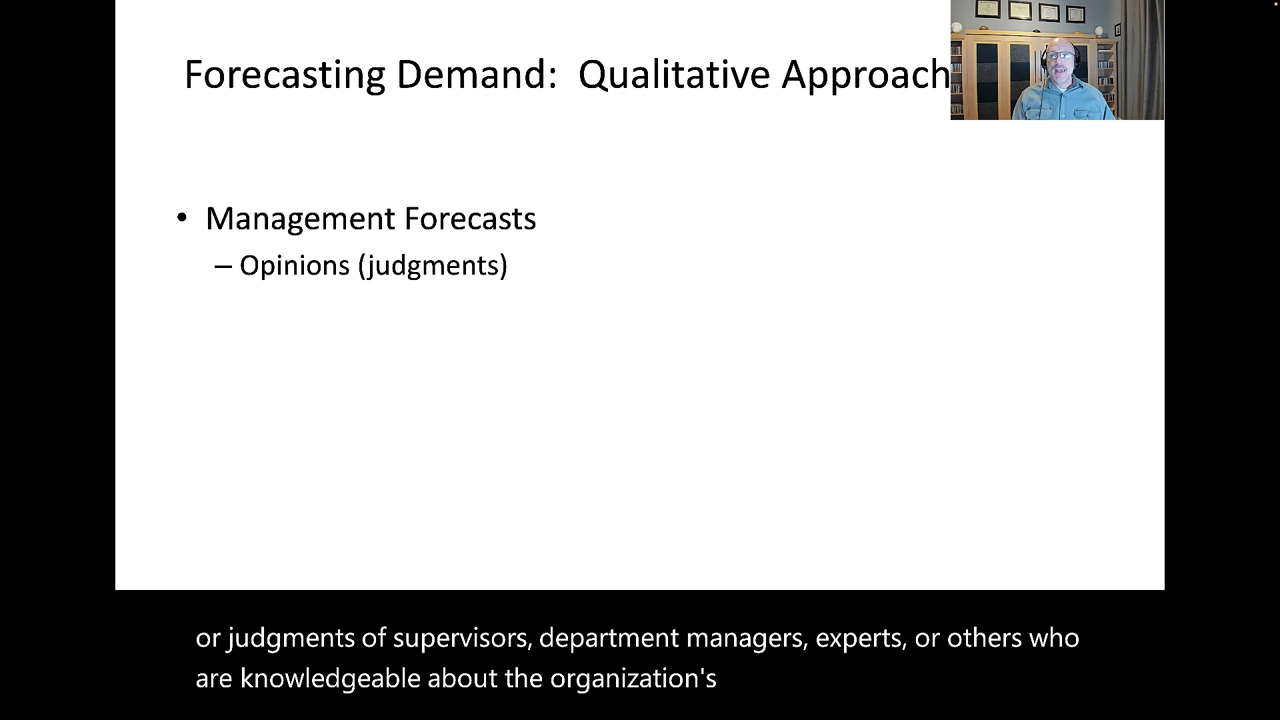 Forecasting Demand: Qualitative Approach
• Management Forecasts
– Opinions (judgments)
or judgments of supervisors, department managers, experts, or others who
are knowledgeable about the organization's